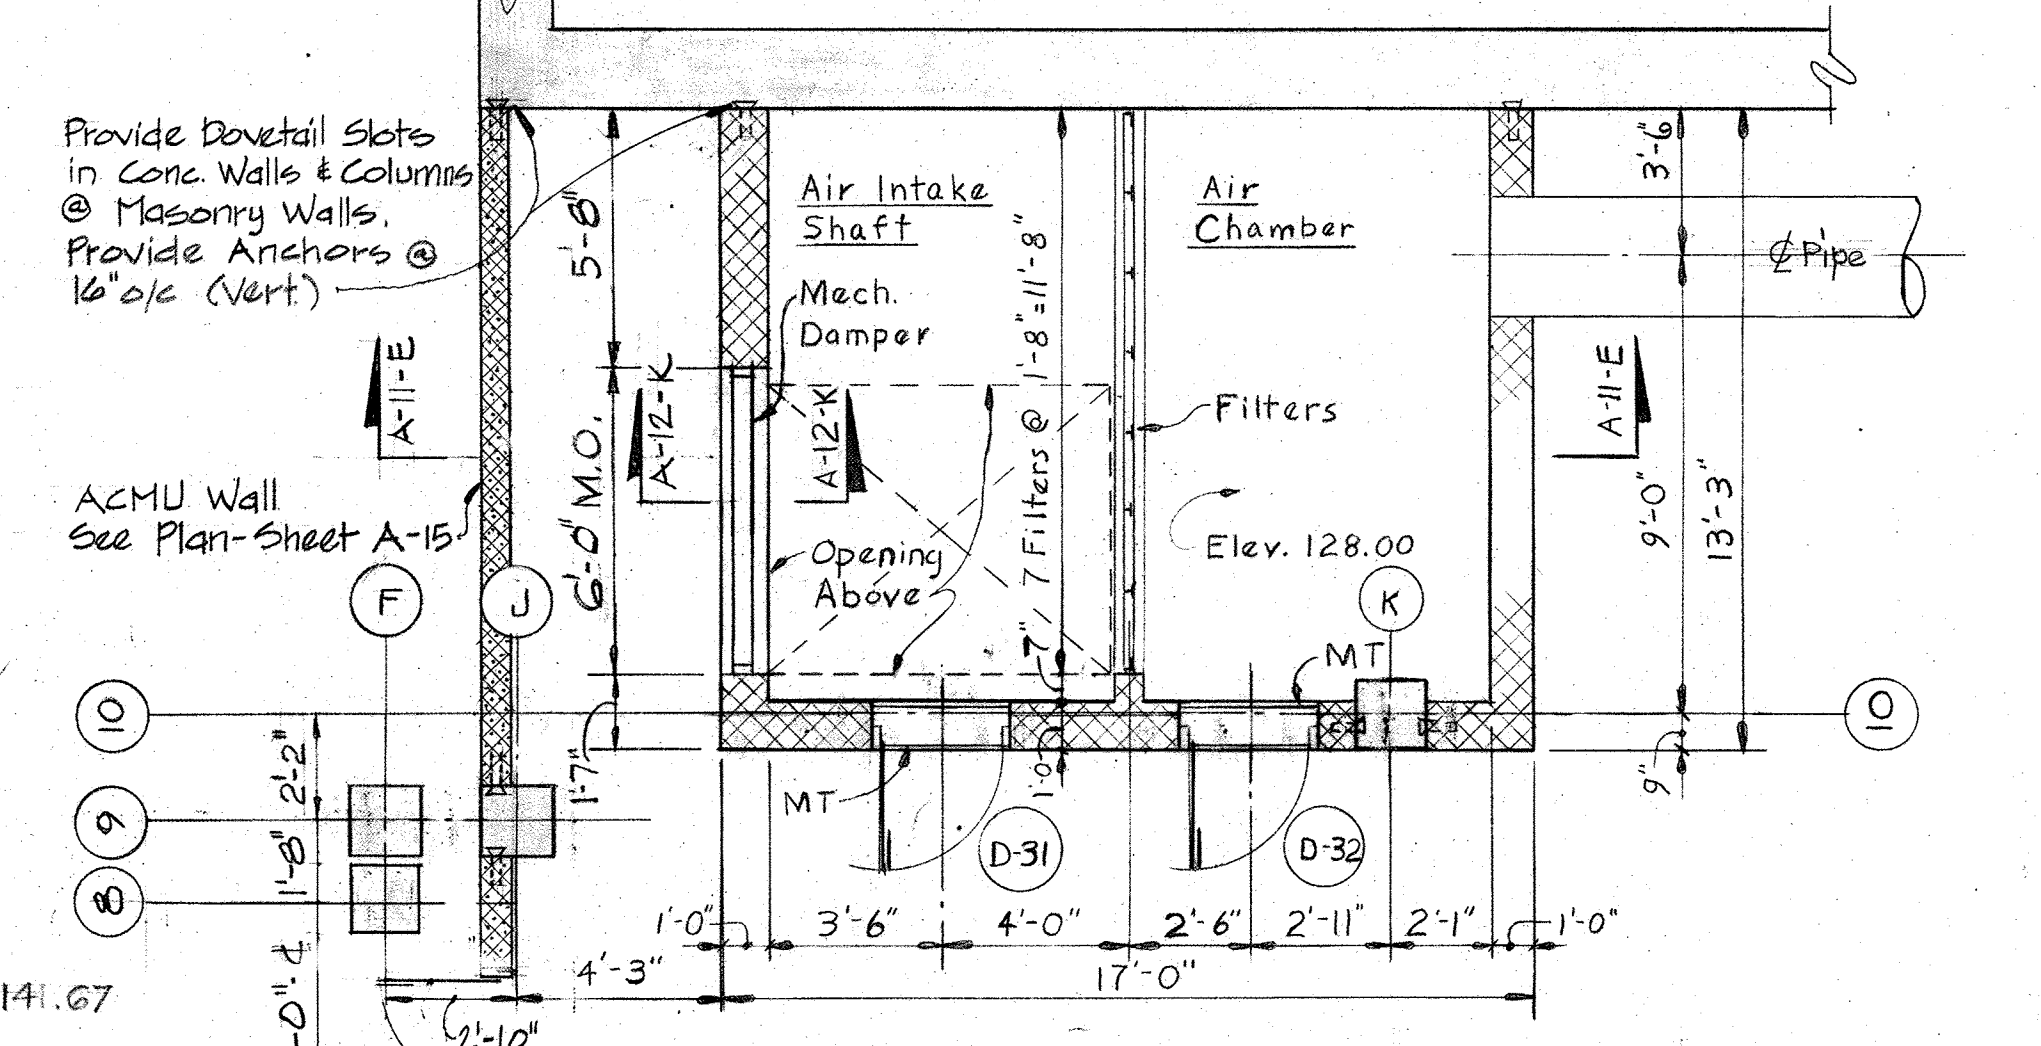 Provide Dovetail Slots
in Conc. Walls & Columns
@ Masonry Walls.
Provide Anchors @
16" o/c (Vert.)
A-11-E
ACMU Wall
See Plan-Sheet A-15
F
J
10
9
8
2'-2"
1'-8"
141.67
2'-10"
4'-3"
5'-8"
6'-0" M.O.
1'-7"
A-12-K
Air Intake
Shaft
Mech.
Damper
A-12-K
Opening
Above
7 Filters @ 1'-8" = 11'-8"
7"
1'-0"
Air
Chamber
Filters
Elev. 128.00
K
MT
MT
D-31
D-32
1'-0"
3'-6"
4'-0"
2'-6"
2'-11"
2'-1"
1'-0"
17'-0"
3'-6"
℄ Pipe
A-11-E
9'-0"
13'-3"
9"
10